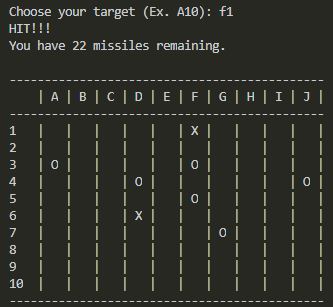 Choose your target (Ex. A10): f1
HIT!!!
You have 22 missiles remaining.
---------------------------------------------
    | A | B | C | D | E | F | G | H | I | J |
---------------------------------------------
1   |   |   |   |   |   | X |   |   |   |   |
2   |   |   |   |   |   |   |   |   |   |   |
3   | O |   |   |   |   | O |   |   |   |   |
4   |   |   |   | O |   |   |   |   |   | O |
5   |   |   |   |   |   | O |   |   |   |   |
6   |   |   |   | X |   |   |   |   |   |   |
7   |   |   |   |   |   |   | O |   |   |   |
8   |   |   |   |   |   |   |   |   |   |   |
9   |   |   |   |   |   |   |   |   |   |   |
10  |   |   |   |   |   |   |   |   |   |   |
---------------------------------------------